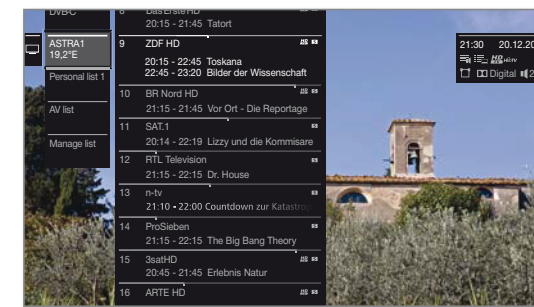 DVB-C
ASTRA1
19,2°E
Personal list 1
AV list
Manage list
8 Das Erste HD
20:15 - 21:45 Tatort
9 ZDF HD
20:15 - 22:45 Toskana
22:45 - 23:20 Bilder der Wissenschaft
10 BR Nord HD
21:15 - 21:45 Vor Ort - Die Reportage
11 SAT.1
20:14 - 22:19 Lizzy und die Kommisare
12 RTL Television
21:15 - 22:15 Dr. House
13 n-tv
21:10 - 22:00 Countdown zur Katastrop
14 ProSieben
21:15 - 22:15 The Big Bang Theory
15 3satHD
20:45 - 21:45 Erlebnis Natur
16 ARTE HD
21:30 20.12.20
Digital 2